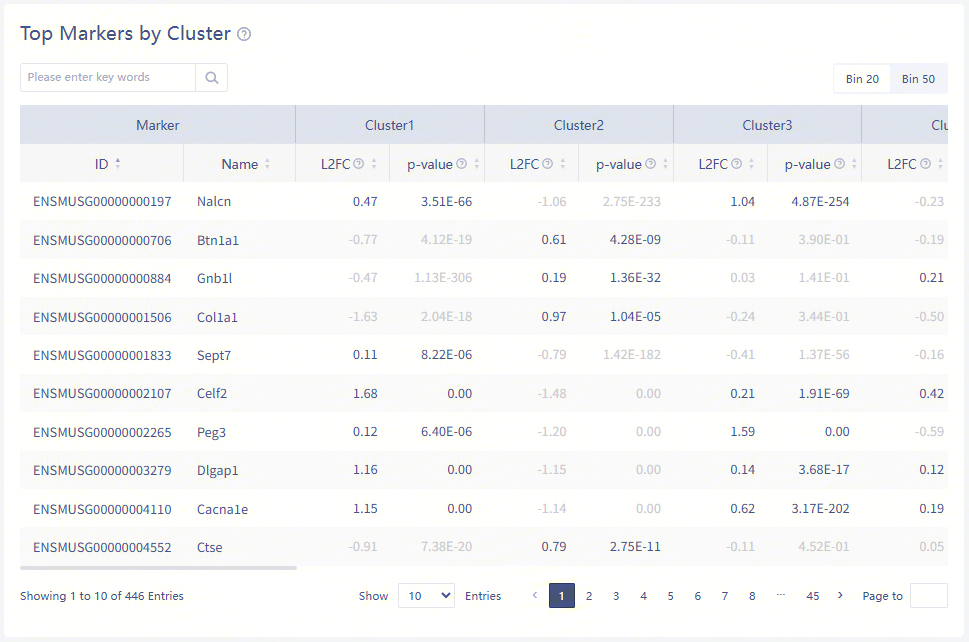 Top Markers by Cluster
Please enter key words
Bin 20 Bin 50
Marker Cluster1 Cluster2 Cluster3 Clu
ID Name L2FC p-value L2FC p-value L2FC p-value L2FC
ENSMUSG00000000197 Nalcn 0.47 3.51E-66 -1.06 2.75E-233 1.04 4.87E-254 -0.23
ENSMUSG00000000706 Btn1a1 -0.77 4.12E-19 0.61 4.28E-09 -0.11 3.90E-01 -0.19
ENSMUSG00000000884 Gnb1l -0.47 1.13E-306 0.19 1.36E-32 0.03 1.41E-01 0.21
ENSMUSG00000001506 Col1a1 -1.63 2.04E-18 0.97 1.04E-05 -0.24 3.44E-01 -0.50
ENSMUSG00000001833 Sept7 0.11 8.22E-06 -0.79 1.42E-182 -0.41 1.37E-56 -0.16
ENSMUSG00000002107 Celf2 1.68 0.00 -1.48 0.00 0.21 1.91E-69 0.42
ENSMUSG00000002265 Peg3 0.12 6.40E-06 -1.20 0.00 1.59 0.00 -0.59
ENSMUSG00000003279 Dlgap1 1.16 0.00 -1.15 0.00 0.14 3.68E-17 0.12
ENSMUSG00000004110 Cacna1e 1.15 0.00 -1.14 0.00 0.62 3.17E-202 0.19
ENSMUSG00000004552 Ctse -0.91 7.38E-20 0.79 2.75E-11 -0.11 4.52E-01 0.05
Showing 1 to 10 of 446 Entries Show 10 Entries ‹ 1 2 3 4 5 6 7 8 ··· 45 › Page to